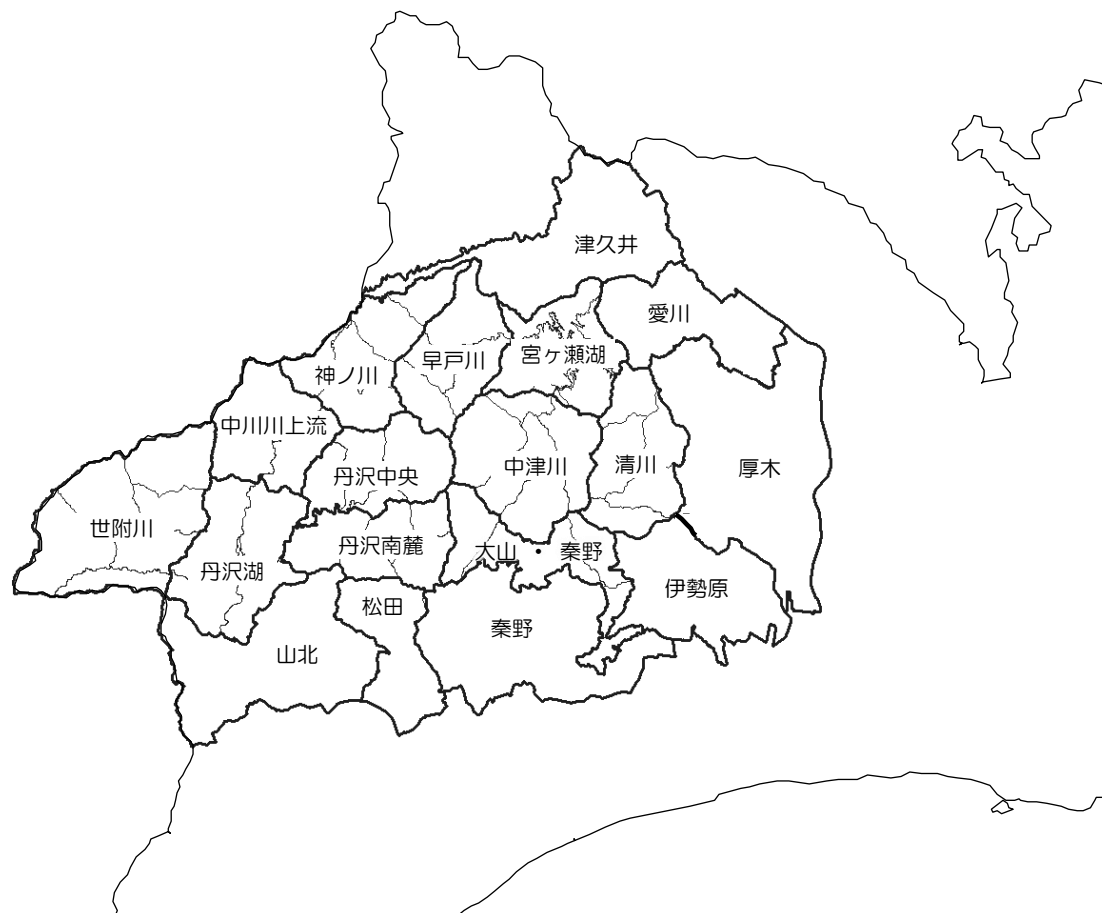 津久井
愛川
宮ヶ瀬湖
早戸川
神ノ川
中川川上流
中津川
清川
厚木
丹沢中央
世附川
丹沢南麓
大山
秦野
丹沢湖
伊勢原
松田
秦野
山北